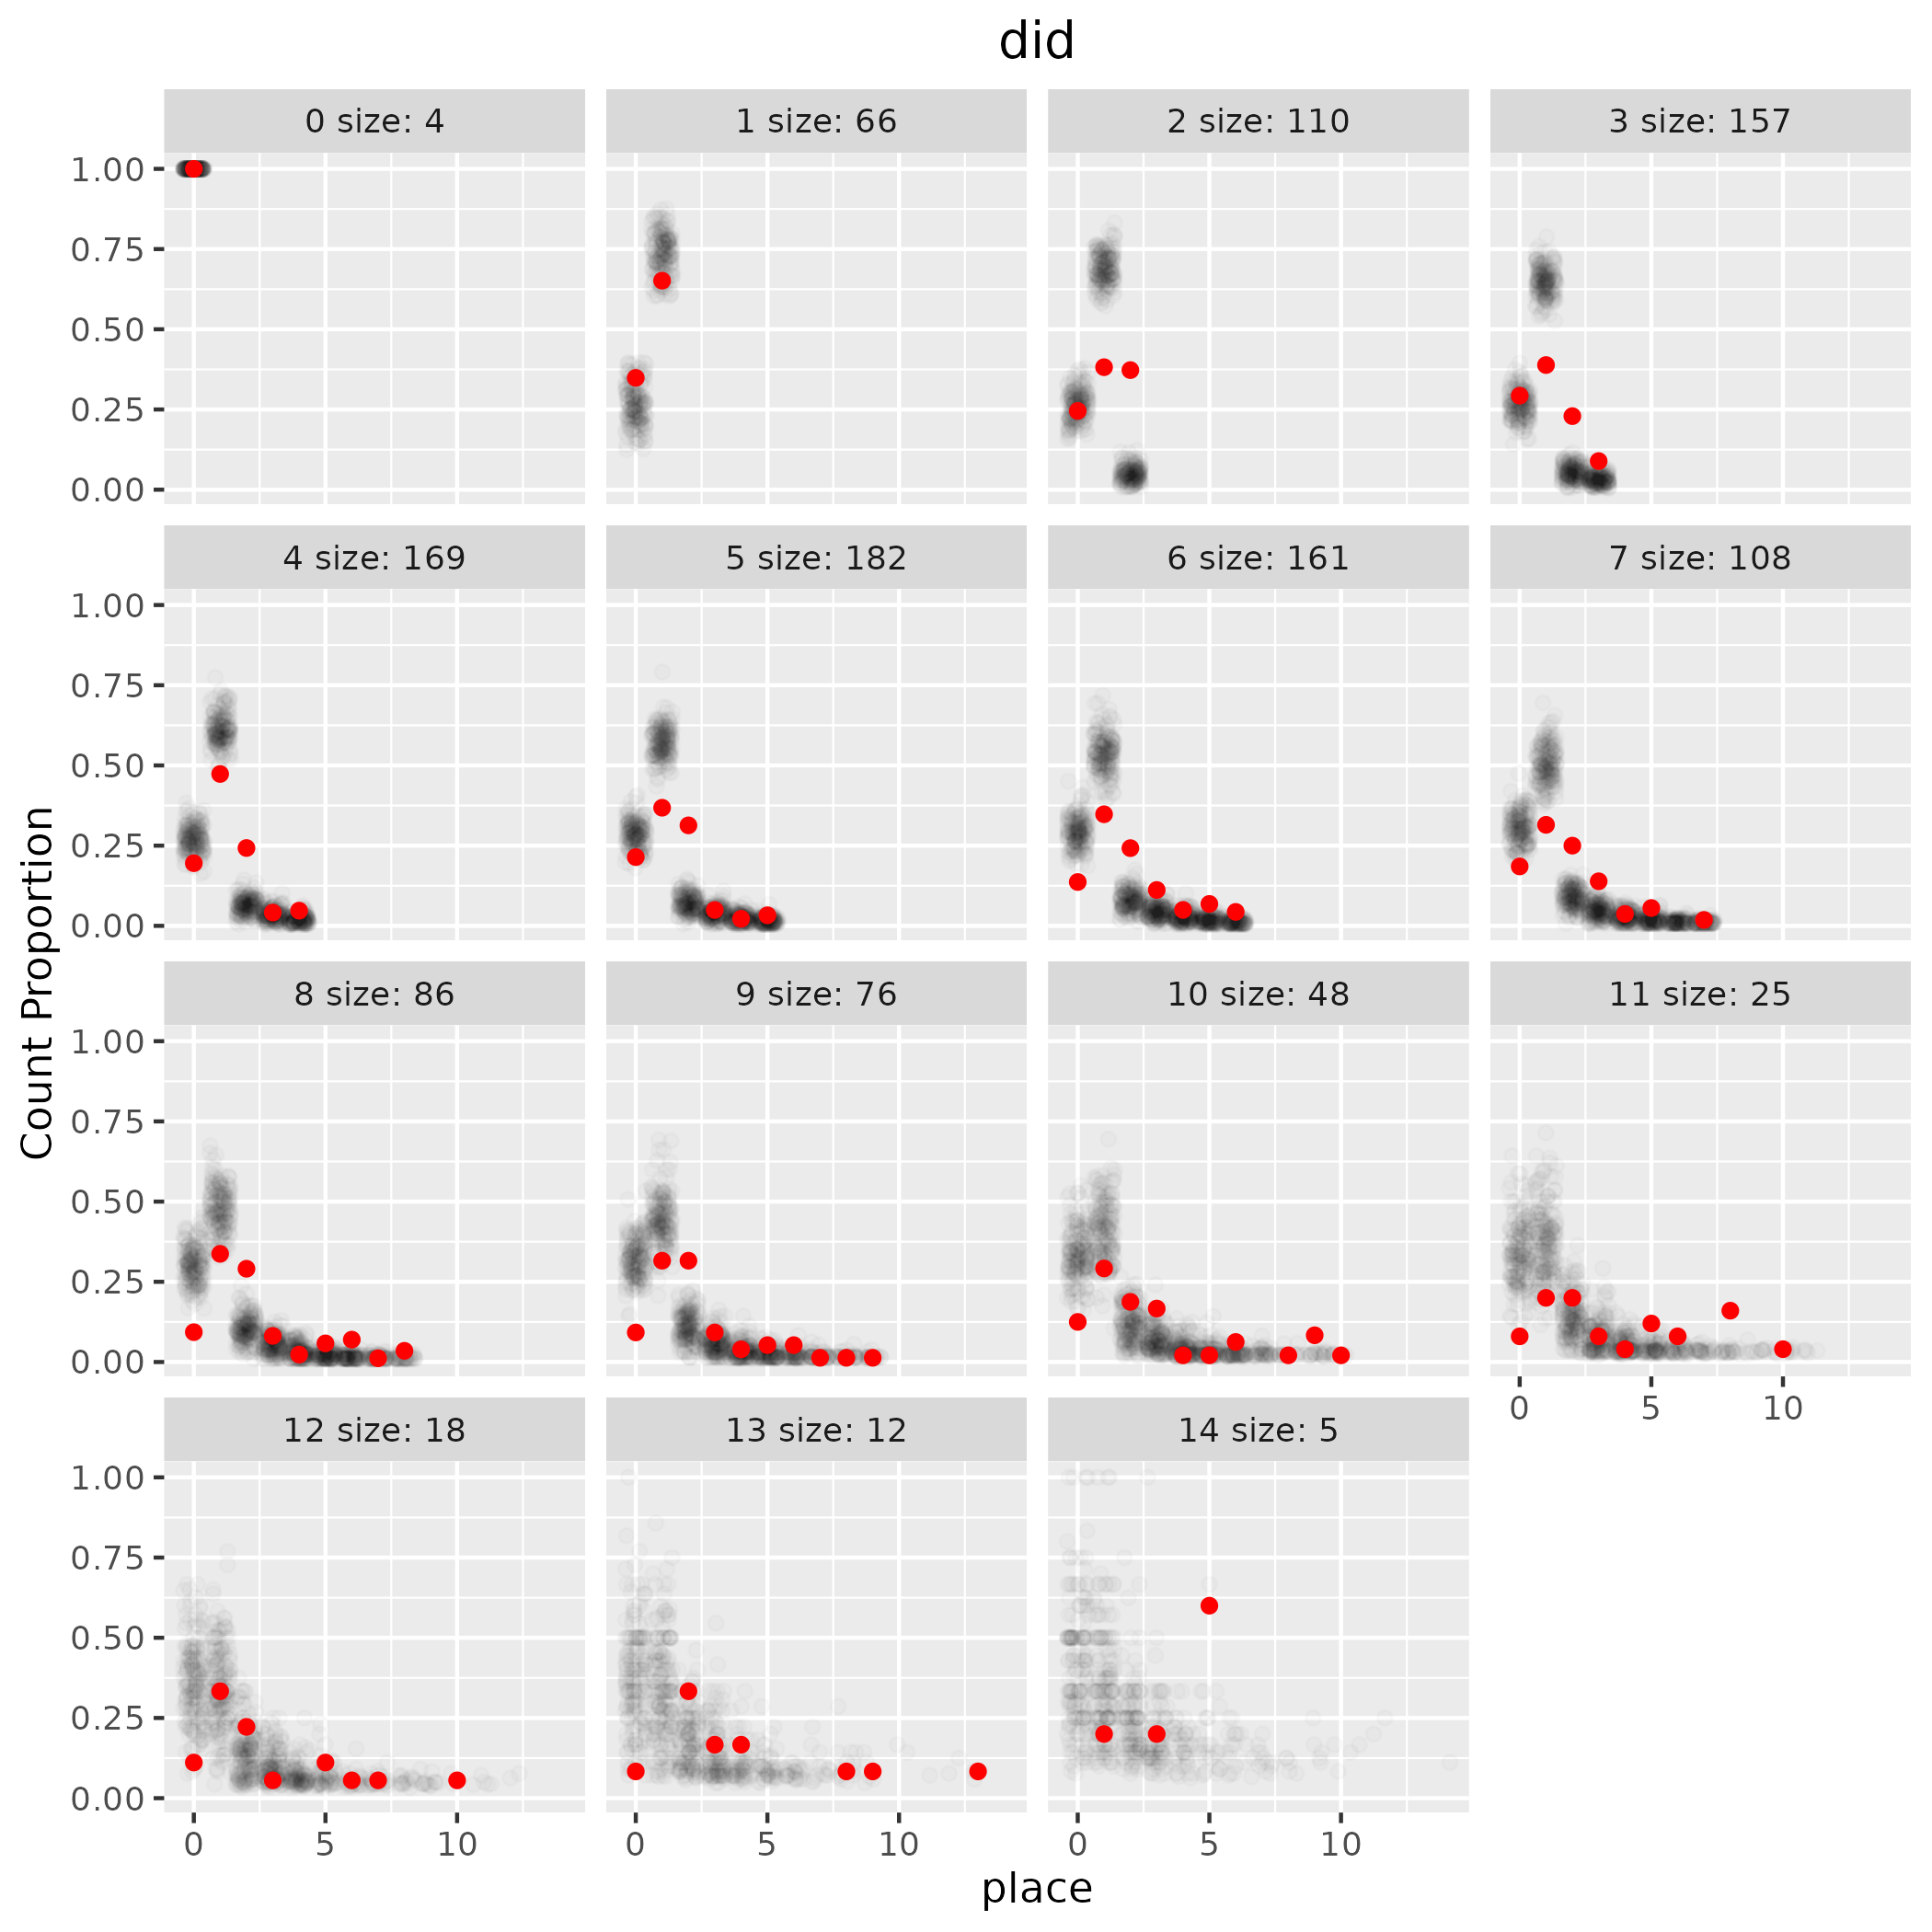 did
0 size: 4
1 size: 66
2 size: 110
3 size: 157
1.00
0.75
0.50
0.25
0.00
4 size: 169
5 size: 182
6 size: 161
7 size: 108
1.00
0.75
0.50
0.25
0.00
Count Proportion
8 size: 86
9 size: 76
10 size: 48
11 size: 25
1.00
0.75
0.50
0.25
0.00
0 5 10
12 size: 18
13 size: 12
14 size: 5
1.00
0.75
0.50
0.25
0.00
0 5 10
0 5 10
0 5 10
place